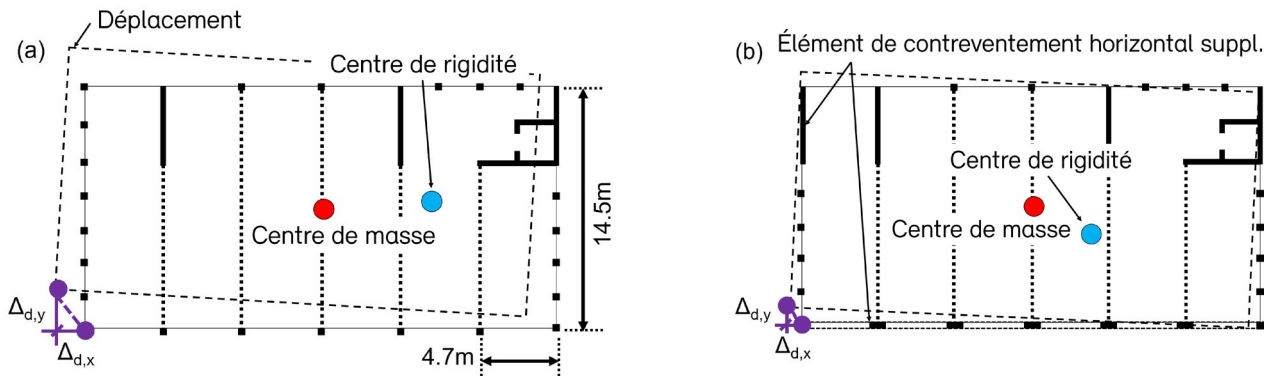 (a)
Déplacement
Centre de rigidité
Centre de masse
14.5m
4.7m
Δd,y
Δd,x
(b)
Élément de contreventement horizontal suppl.
Centre de rigidité
Centre de masse
Δd,y
Δd,x